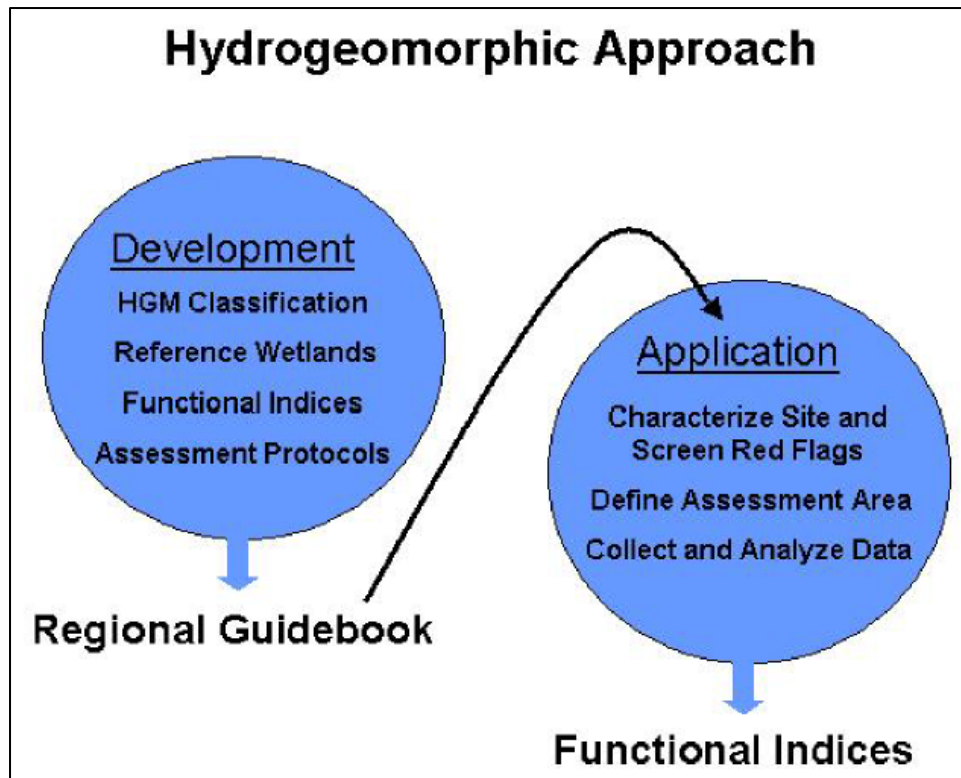 Hydrogeomorphic Approach
Development
HGM Classification
Reference Wetlands
Functional Indices
Assessment Protocols
Regional Guidebook
Application
Characterize Site and
Screen Red Flags
Define Assessment Area
Collect and Analyze Data
Functional Indices